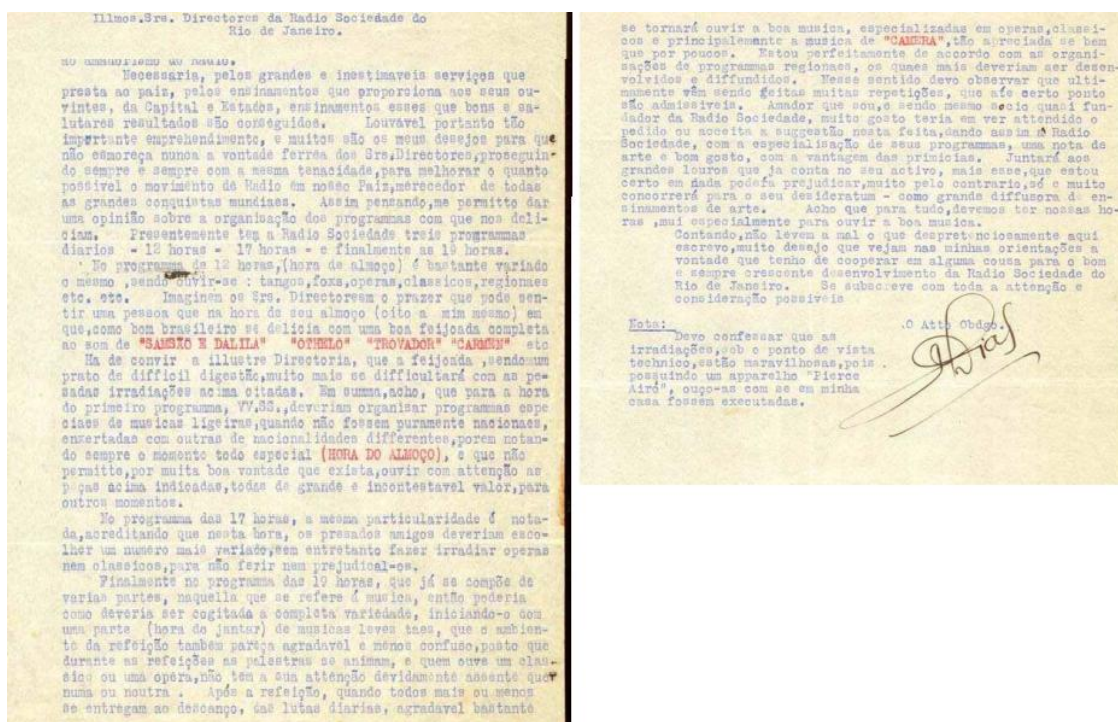 Illmos.Srs. Directores da Radio Sociedade do
Rio de Janeiro.
ao amadorismo do Radio.
Necessaria, pelos grandes e inestimaveis serviços que
presta ao paiz, pelos ensinamentos que proporciona aos seus ou-
vintes, da Capital e Estados, ensinamentos esses que bons e sa-
lutares resultados são conseguidos. Louvavel portanto tão
importante emprehendimento, e muitos são os meus desejos para que
não esmoreça nunca a vontade ferrea dos Srs.Directores,proseguin-
do sempre e sempre com a mesma tenacidade,para melhorar o quanto
possivel o movimento de Radio em nosso Paiz,merecedor de todas
as grandes conquistas mundiaes. Assim pensando,me permitto dar
uma opinião sobre a organisação dos programmas com que nos deli-
ciam. Presentemente tem a Radio Sociedade treis programmas
diarios - 12 horas - 17 horas - e finalmente as 19 horas.
No programma de 12 horas,(hora de almoço) é bastante variado
o mesmo ,sendo ouvir-se : tangos,foxs,operas,classicos,regionaes
etc. etc. Imaginem os Srs. Directoresm o prazer que pode sen-
tir uma pessoa que na hora de seu almoço (cito a mim mesmo) em
que,como bom brasileiro se delicia com uma boa feijoada completa
ao som de "SAMSÃO E DALILA" "OTHELO" "TROVADOR" "CARMEN" etc
Ha de convir a illustre Directoria, que a feijoada ,sendo um
prato de difficil digestão,muito mais se difficultará com as pe-
sadas irradiações acima citadas. Em summa,acho, que para a hora
do primeiro programma, VV.SS.,deveriam organisar programmas espe
ciaes de musicas ligeiras,quando não fossem puramente nacionaes,
enxertadas com outras de nacionalidades differentes,porem notan-
do sempre o momento todo especial (HORA DO ALMOÇO), e que não
permitte,por muita boa vontade que exista,ouvir com attenção as
peças acima indicadas,todas de grande e incontestavel valor,para
outros momentos.
No programma das 17 horas, a mesma particularidade é nota-
da,acreditando que nesta hora, os presados amigos deveriam esco-
lher um numero mais variado,sem entretanto fazer irradiar operas
nem classicos,para não ferir nem prejudical-os.
Finalmente no programma das 19 horas, que já se compõe de
varias partes, naquella que se refere á musica, então poderia
como deveria ser cogitada a completa variedade, iniciando-o com
uma parte (hora do jantar) de musicas leves taes, que o ambien-
te da refeição tambem pareça agradavel e menos confuso,posto que
durante as refeições as palestras se animam, e quem ouve um clas-
sico ou uma opera,não tem a sua attenção devidamente assente quer
numa ou noutra . Após a refeição, quando todos mais ou menos
se entregam ao descanço, das lutas diarias, agradavel bastante
se tornará ouvir a boa musica, especializadas em operas,classi-
cos e principalemante a musica de "CAMERA",tão apreciada se bem
que por poucos. Estou perfeitamente de accordo com as organi-
sações de programmas regionaes, os quaes mais deveriam ser desen-
volvidos e diffundidos. Nesse sentido devo observar que ulti-
mamente vêm sendo feitas muitas repetições, que até certo ponto
são admissiveis. Amador que sou,e sendo mesmo socio quasi fun-
dador da Radio Sociedade, muito gosto teria em ver attendido o
pedido ou acceita a suggestão nesta feita,dando assim a Radio
Sociedade, com a especialisação de seus programmas, uma nota de
arte e bom gosto, com a vantagem das primicias. Juntará aos
grandes louros que ja conta no seu activo, mais esse,que estou
certo em nada poderá prejudicar,muito pelo contrario,só e muito
concorrerá para o seu desideratum - como grande diffusora de en-
sinamentos de arte. Acho que para tudo,devemos ter nossas ho-
ras ,mui especialmente para ouvir a boa musica.
Contando,não levem a mal o que despretenciosamente aqui
escrevo,muito desejo que vejam nas minhas orientações a
vontade que tenho de cooperar em alguma cousa para o bom
e sempre crescente desenvolvimento da Radio Sociedade do
Rio de Janeiro. Se subscreve com toda a attenção e
consideração possiveis
.O Atto Obdgo.
Dias
Nota:
Devo confessar que as
irradiações,sob o ponto de vista
technico,estão maravilhosas,pois
possuindo um apparelho "Pierce
Airo", ouço-as com o se em minha
casa fossem executadas.